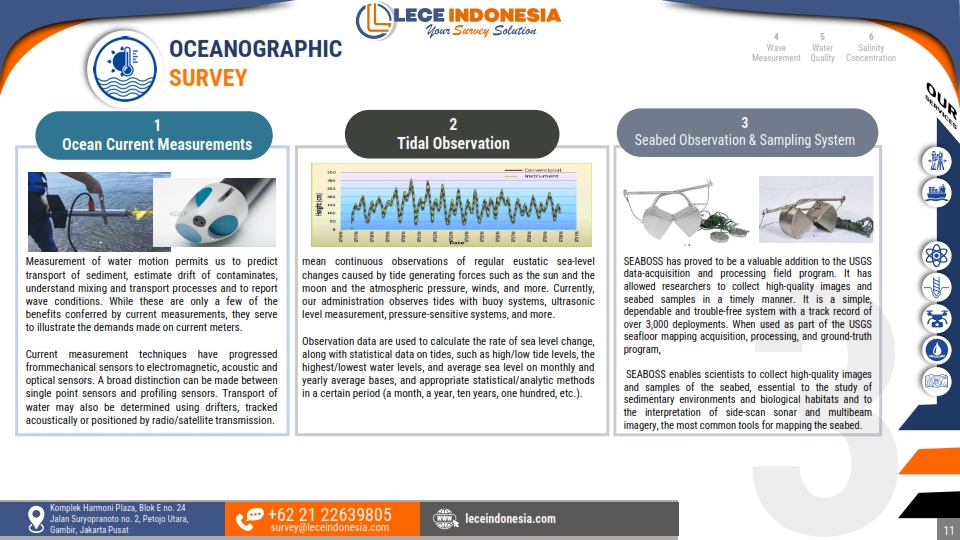 LECE INDONESIA
Your Survey Solution
OCEANOGRAPHIC
SURVEY
4
Wave
Measurement
5
Water
Quality
6
Salinity
Concentration
OUR
SERVICES
1
Ocean Current Measurements
ADCP
Measurement of water motion permits us to predict
transport of sediment, estimate drift of contaminates,
understand mixing and transport processes and to report
wave conditions. While these are only a few of the
benefits conferred by current measurements, they serve
to illustrate the demands made on current meters.
Current measurement techniques have progressed
frommechanical sensors to electromagnetic, acoustic and
optical sensors. A broad distinction can be made between
single point sensors and profiling sensors. Transport of
water may also be determined using drifters, tracked
acoustically or positioned by radio/satellite transmission.
2
Tidal Observation
Conventional
Instrument
Height (cm)
350
300
250
200
150
100
50
0
Date
mean continuous observations of regular eustatic sea-level
changes caused by tide generating forces such as the sun and the
moon and the atmospheric pressure, winds, and more. Currently,
our administration observes tides with buoy systems, ultrasonic
level measurement, pressure-sensitive systems, and more.
Observation data are used to calculate the rate of sea level change,
along with statistical data on tides, such as high/low tide levels, the
highest/lowest water levels, and average sea level on monthly and
yearly average bases, and appropriate statistical/analytic methods
in a certain period (a month, a year, ten years, one hundred, etc.).
3
Seabed Observation & Sampling System
SEABOSS has proved to be a valuable addition to the USGS
data-acquisition and processing field program. It has
allowed researchers to collect high-quality images and
seabed samples in a timely manner. It is a simple,
dependable and trouble-free system with a track record of
over 3,000 deployments. When used as part of the USGS
seafloor mapping acquisition, processing, and ground-truth
program,
SEABOSS enables scientists to collect high-quality images
and samples of the seabed, essential to the study of
sedimentary environments and biological habitats and to
the interpretation of side-scan sonar and multibeam
imagery, the most common tools for mapping the seabed.
3
Komplek Harmoni Plaza, Blok E no. 24
Jalan Suryopranoto no. 2, Petojo Utara,
Gambir, Jakarta Pusat
+62 21 22639805
survey@leceindonesia.com
leceindonesia.com
11